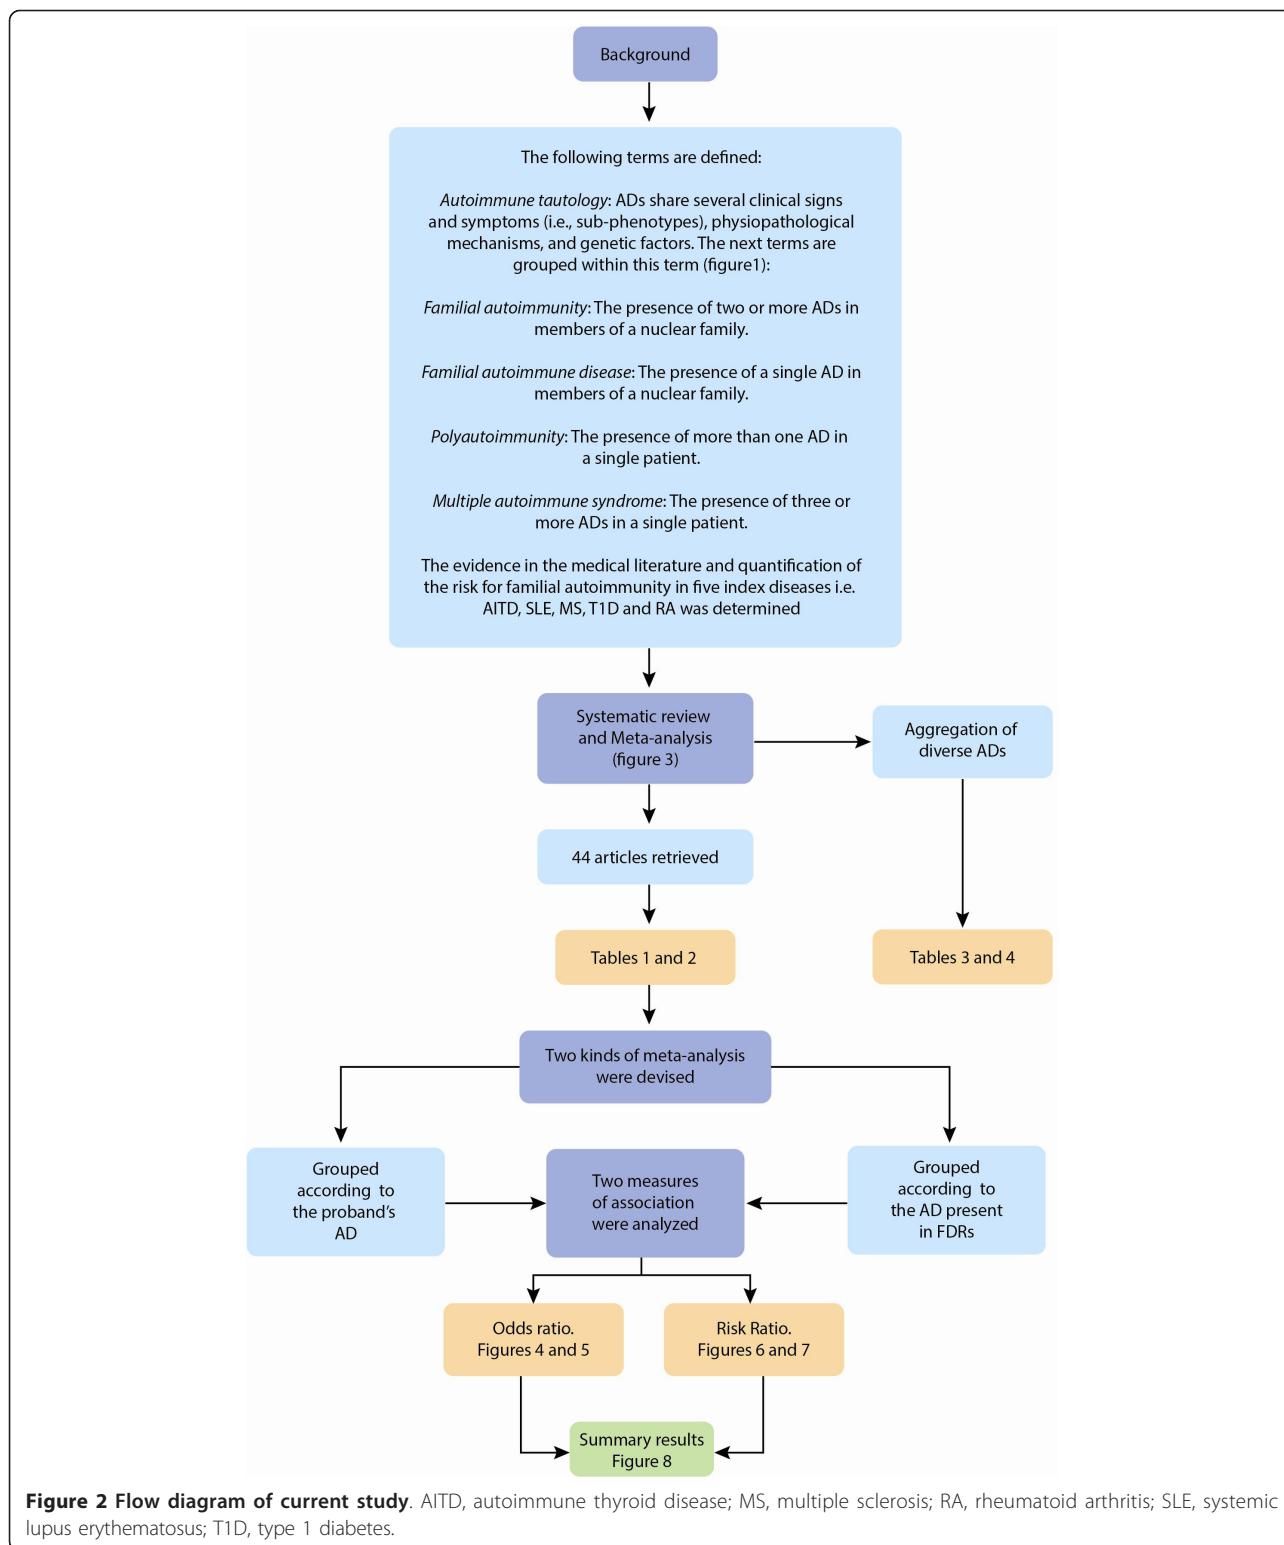 Background
The following terms are defined:
Autoimmune tautology: ADs share several clinical signs
and symptoms (i.e., sub-phenotypes), physiopathological
mechanisms, and genetic factors. The next terms are
grouped within this term (figure1):
Familial autoimmunity: The presence of two or more ADs in
members of a nuclear family.
Familial autoimmune disease: The presence of a single AD in
members of a nuclear family.
Polyautoimmunity: The presence of more than one AD in
a single patient.
Multiple autoimmune syndrome: The presence of three or
more ADs in a single patient.
The evidence in the medical literature and quantification of
the risk for familial autoimmunity in five index diseases i.e.
AITD, SLE, MS, T1D and RA was determined
Systematic review
and Meta-analysis
(figure 3)
Aggregation of
diverse ADs
44 articles retrieved
Tables 1 and 2
Tables 3 and 4
Two kinds of meta-analysis
were devised
Grouped
according to
the proband's
AD
Two measures
of association
were analyzed
Grouped
according to
the AD present
in FDRs
Odds ratio.
Figures 4 and 5
Risk Ratio.
Figures 6 and 7
Summary results
Figure 8
Figure 2 Flow diagram of current study. AITD, autoimmune thyroid disease; MS, multiple sclerosis; RA, rheumatoid arthritis; SLE, systemic
lupus erythematosus; T1D, type 1 diabetes.